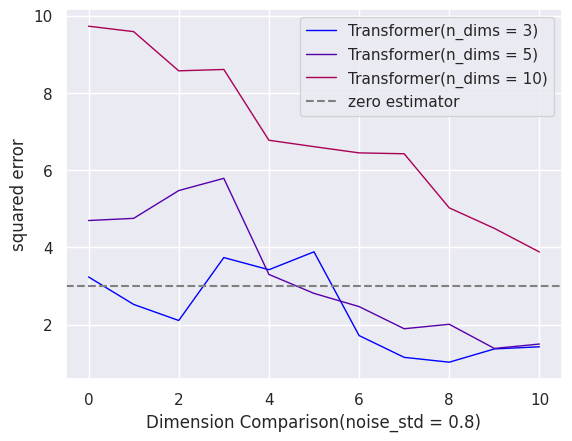 10
8
6
4
2
squared error
Transformer(n_dims = 3)
Transformer(n_dims = 5)
Transformer(n_dims = 10)
zero estimator
0
2
4
6
8
10
Dimension Comparison(noise_std = 0.8)